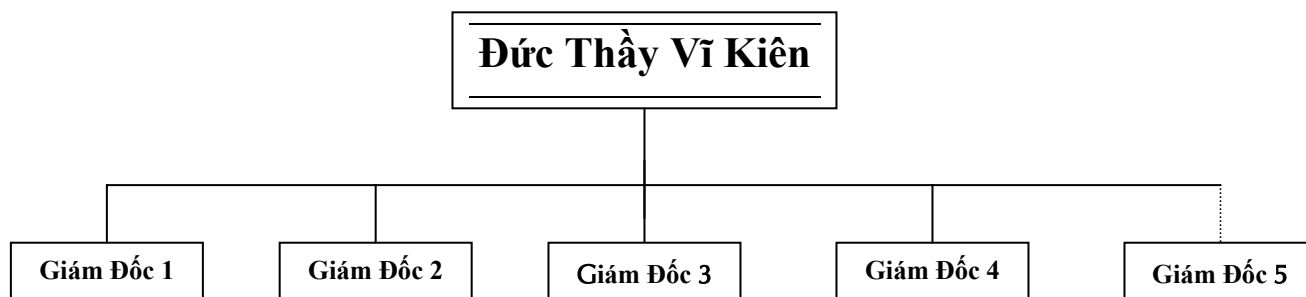 Đức Thầy Vĩ Kiên
Giám Đốc 1
Giám Đốc 2
Giám Đốc 3
Giám Đốc 4
Giám Đốc 5